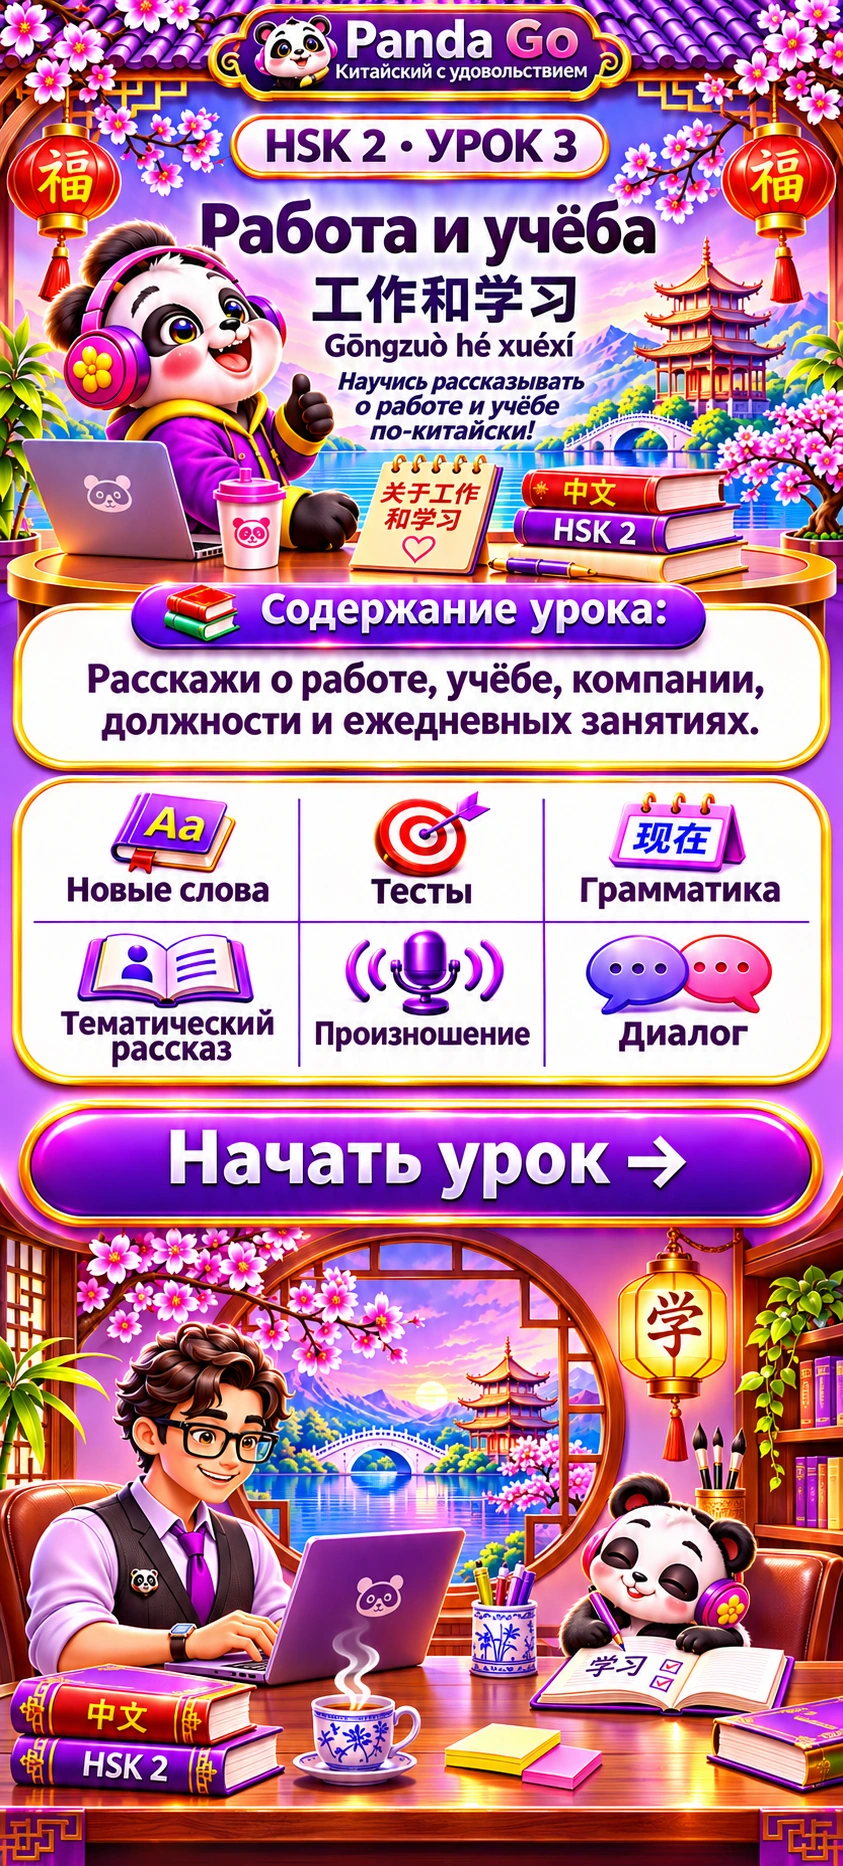 Panda Go
Китайский с удовольствием
HSK 2 • УРОК 3
福
福
Работа и учёба
工作和学习
Gōngzuò hé xuéxí
Научись рассказывать
о работе и учёбе
по-китайски!
关于工作
和学习
中文
HSK 2
Содержание урока:
Расскажи о работе, учёбе, компании,
должности и ежедневных занятиях.
Aa
Новые слова
Тесты
现在
Грамматика
Тематический
рассказ
Произношение
Диалог
Начать урок →
学
学习
中文
HSK 2